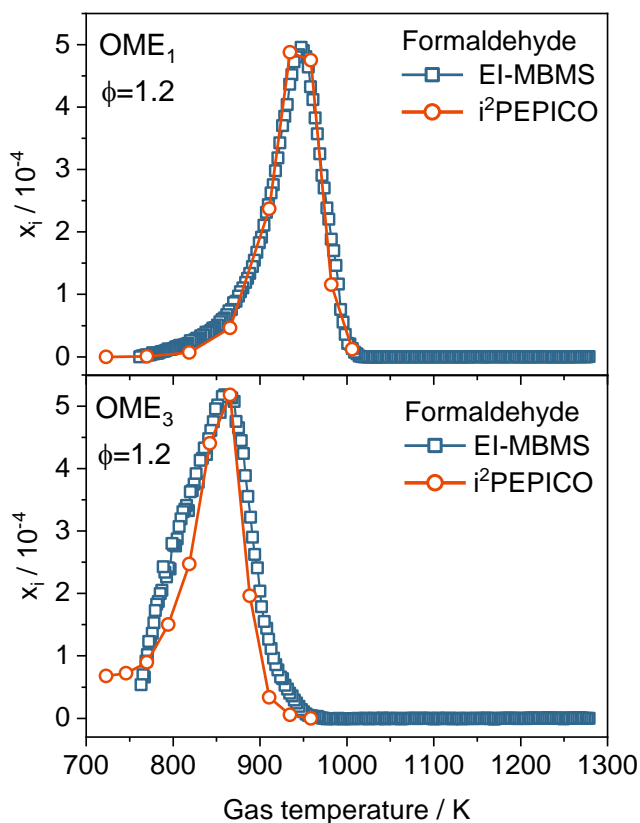 OME₁
ϕ=1.2
Formaldehyde
EI-MBMS
i²PEPICO
5
4
3
2
1
0
xᵢ / 10⁻⁴
OME₃
ϕ=1.2
Formaldehyde
EI-MBMS
i²PEPICO
5
4
3
2
1
0
xᵢ / 10⁻⁴
700 800 900 1000 1100 1200 1300
Gas temperature / K